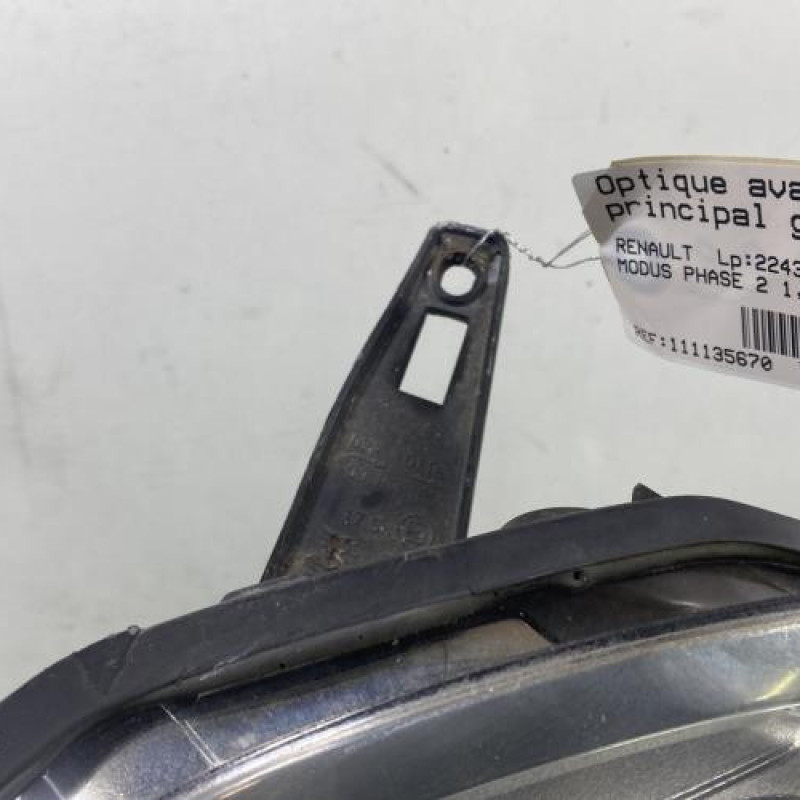 Optique ava
principal g
RENAULT Lp:2243
MODUS PHASE 2 1.
REF:111135670